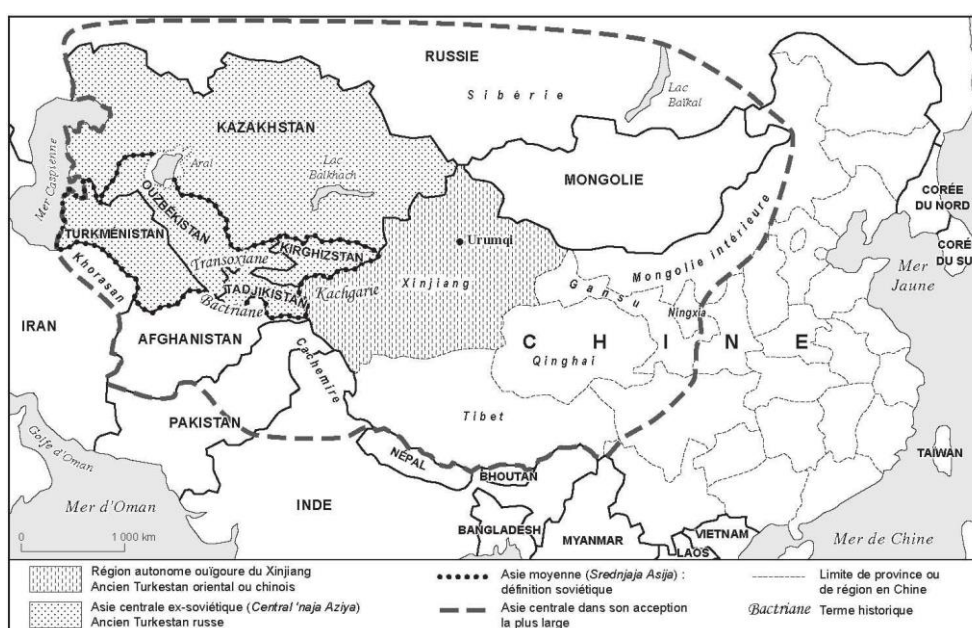 RUSSIE
Sibérie
Lac
Baïkal
KAZAKHSTAN
Mer Caspienne
Aral
Lac
Balkhach
MONGOLIE
OUZBÉKISTAN
TURKMÉNISTAN
KIRGHIZSTAN
Transoxiane
TADJIKISTAN
Bactriane
Kachgarie
Khorasan
Urumqi
Xinjiang
Gansu
Mongolie intérieure
Ningxia
CORÉE
DU NORD
CORÉ
DU SU
Mer
Jaune
IRAN
AFGHANISTAN
Cachemire
CHINE
Qinghai
Tibet
PAKISTAN
Golfe d'Oman
Mer d'Oman
NÉPAL
BHOUTAN
INDE
BANGLADESH
MYANMAR
VIETNAM
LAOS
TAÏWAN
Mer de Chine
0 1 000 km
Région autonome ouïgoure du Xinjiang
Ancien Turkestan oriental ou chinois
Asie centrale ex-soviétique (Central 'naja Aziya)
Ancien Turkestan russe
Asie moyenne (Srednjaja Asija) :
définition soviétique
Asie centrale dans son acception
la plus large
Limite de province ou
de région en Chine
Bactriane Terme historique